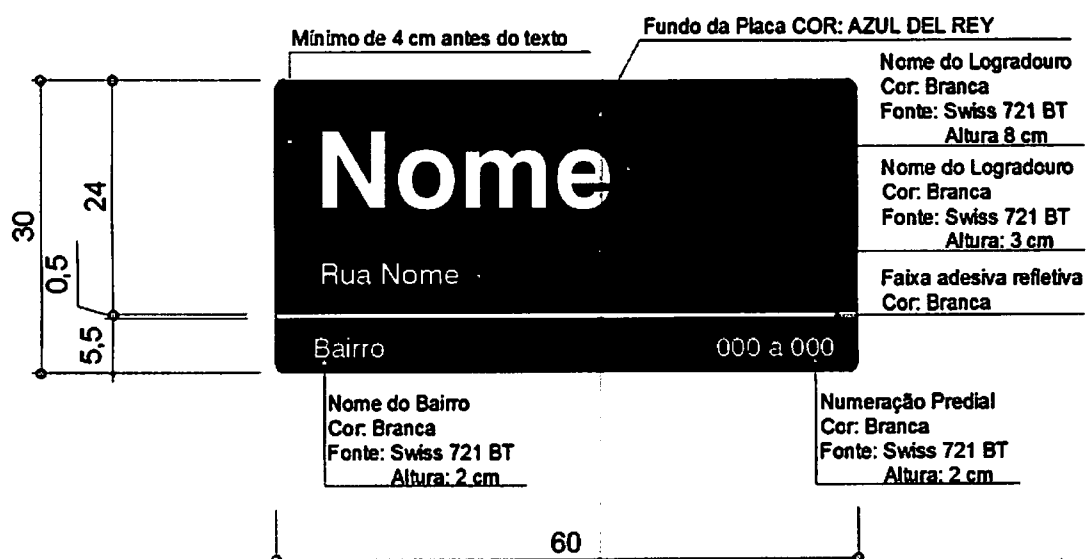 Mínimo de 4 cm antes do texto
Fundo da Placa COR: AZUL DEL REY
Nome do Logradouro
Cor: Branca
Fonte: Swiss 721 BT
Altura 8 cm
Nome do Logradouro
Cor: Branca
Fonte: Swiss 721 BT
Altura: 3 cm
Faixa adesiva refletiva
Cor: Branca
Nome
Rua Nome
Bairro
000 a 000
30
24
0,5
5,5
Nome do Bairro
Cor: Branca
Fonte: Swiss 721 BT
Altura: 2 cm
Numeração Predial
Cor: Branca
Fonte: Swiss 721 BT
Altura: 2 cm
60